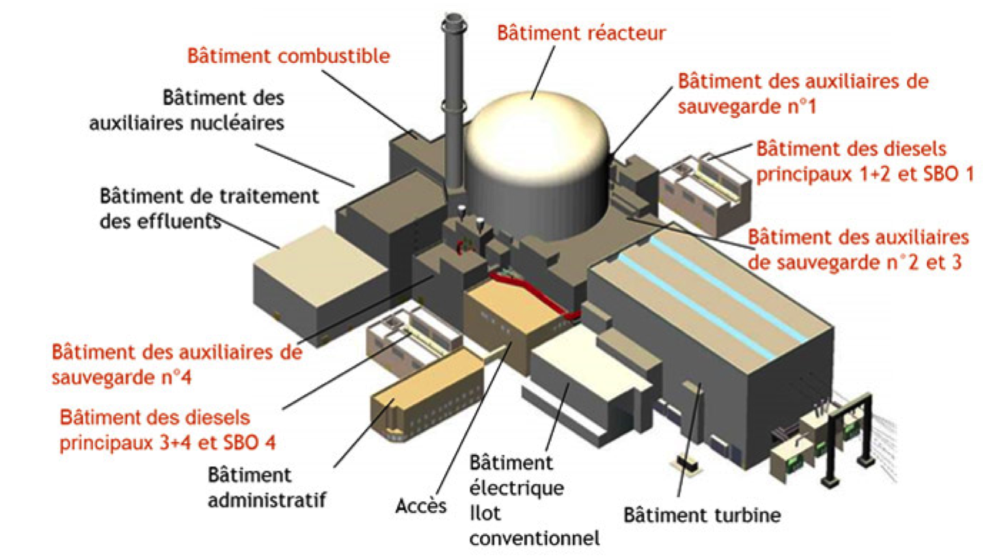 Bâtiment réacteur
Bâtiment combustible
Bâtiment des auxiliaires de
sauvegarde n°1
Bâtiment des
auxiliaires nucléaires
Bâtiment des diesels
principaux 1+2 et SBO 1
Bâtiment de traitement
des effluents
Bâtiment des auxiliaires
de sauvegarde n°2 et 3
Bâtiment des auxiliaires de
sauvegarde n°4
Bâtiment des diesels
principaux 3+4 et SBO 4
Bâtiment
administratif
Accès
Bâtiment
électrique
Ilot
conventionnel
Bâtiment turbine